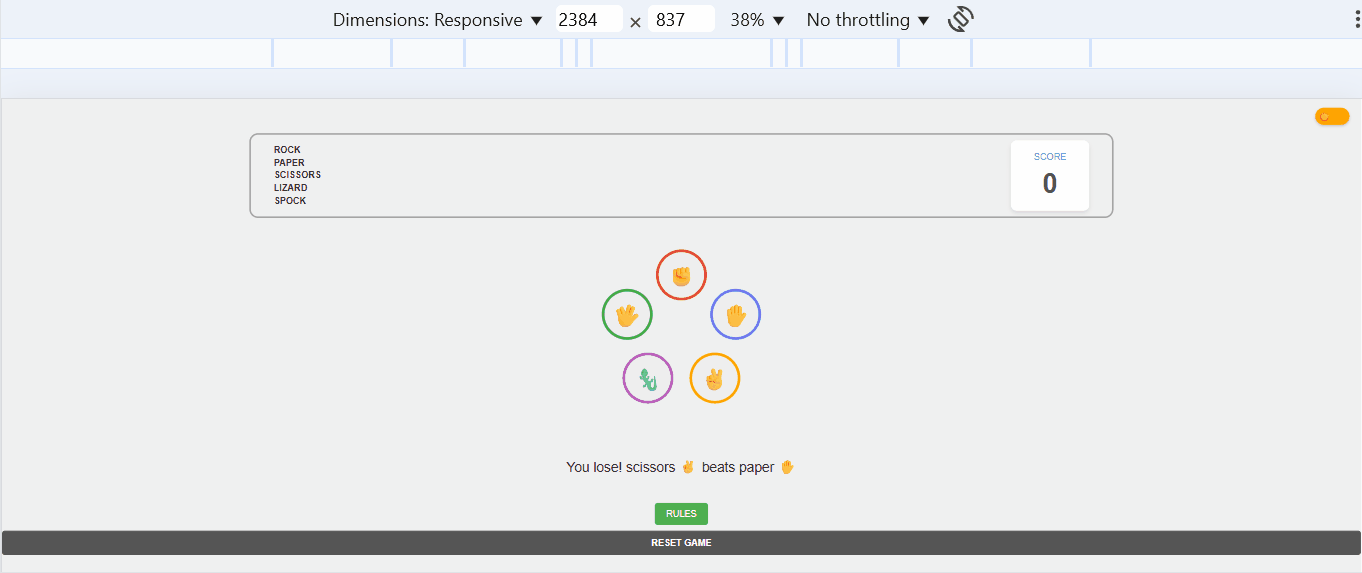 Dimensions: Responsive ▼ 2384 × 837 38% ▼ No throttling ▼
ROCK
PAPER
SCISSORS
LIZARD
SPOCK
SCORE
0
You lose! scissors ✌ beats paper ✋
RULES
RESET GAME